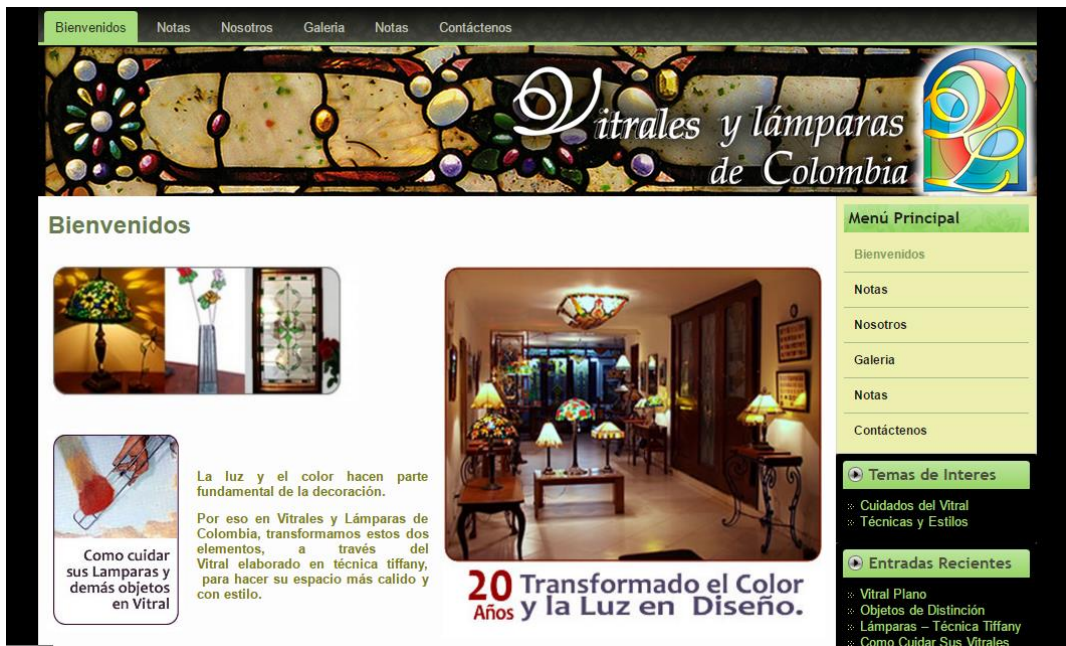 Bienvenidos Notas Nosotros Galeria Notas Contáctenos
Vitrales y lámparas
de Colombia
VL
Bienvenidos
Como cuidar
sus Lamparas y
demás objetos
en Vitral
La luz y el color hacen parte
fundamental de la decoración.
Por eso en Vitrales y Lámparas de
Colombia, transformamos estos dos
elementos, a través del
Vitral elaborado en técnica tiffany,
para hacer su espacio más calido y
con estilo.
20 Años
Transformado el Color
y la Luz en Diseño.
Menú Principal
Bienvenidos
Notas
Nosotros
Galeria
Notas
Contáctenos
Temas de Interes
Cuidados del Vitral
Técnicas y Estilos
Entradas Recientes
Vitral Plano
Objetos de Distinción
Lámparas – Técnica Tiffany
Como Cuidar Sus Vitrales